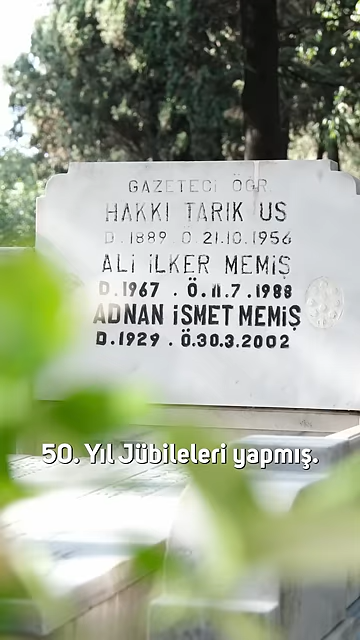 GAZETECİ ÖĞR.
HAKKI TARIK US
D.1889 Ö.21.10.1956
ALİ İLKER MEMİŞ
D.1967 . Ö.11.7.1988
ADNAN İSMET MEMİŞ
D.1929 . Ö.30.3.2002
50. Yıl Jübileleri yapmış.